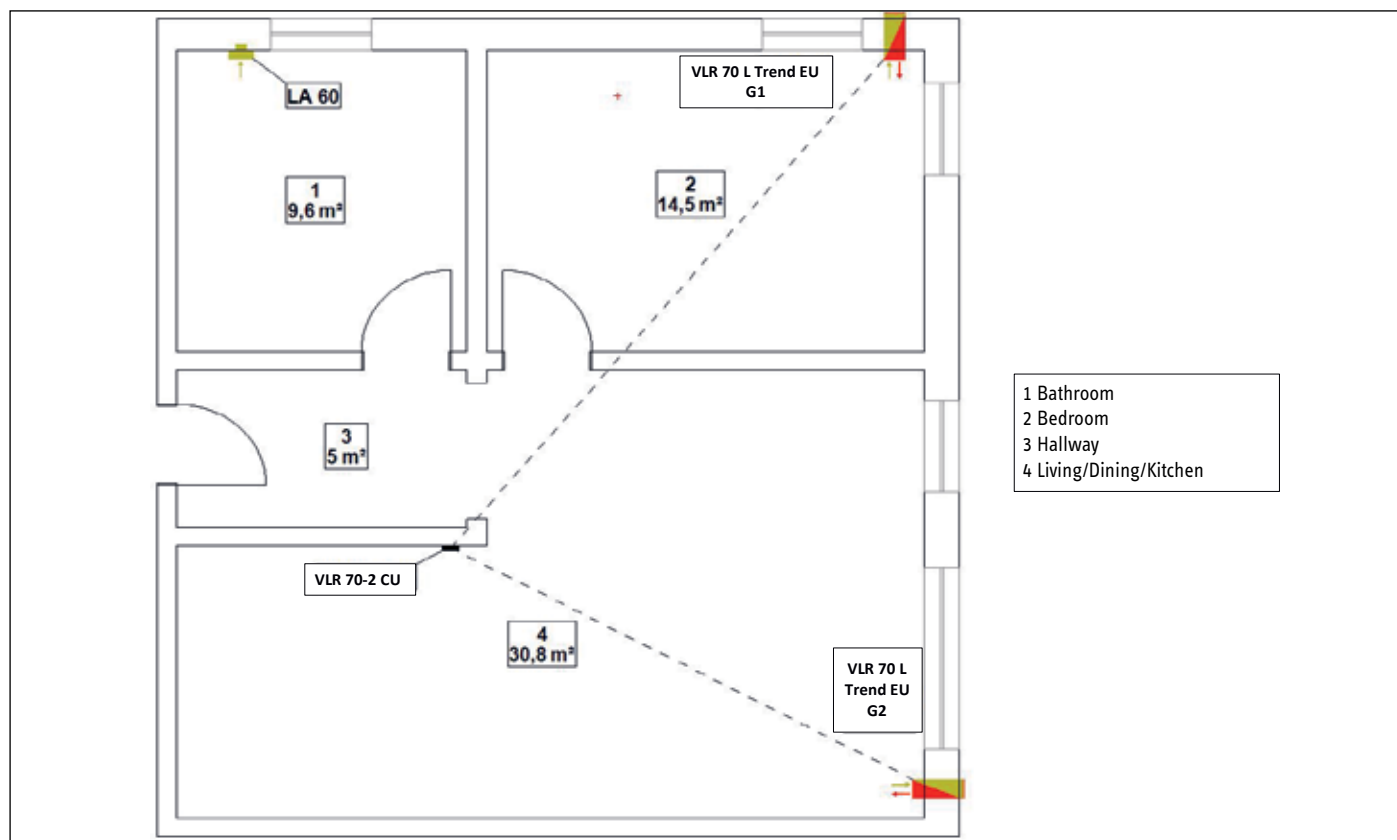 LA 60
VLR 70 L Trend EU
G1
1
9,6 m²
2
14,5 m²
3
5 m²
1 Bathroom
2 Bedroom
3 Hallway
4 Living/Dining/Kitchen
VLR 70-2 CU
4
30,8 m²
VLR 70 L
Trend EU
G2